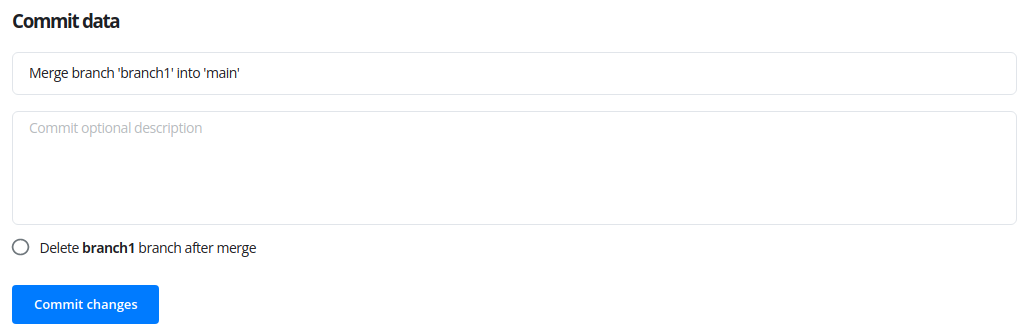 Commit data
Merge branch 'branch1' into 'main'
Commit optional description
Delete branch1 branch after merge
Commit changes